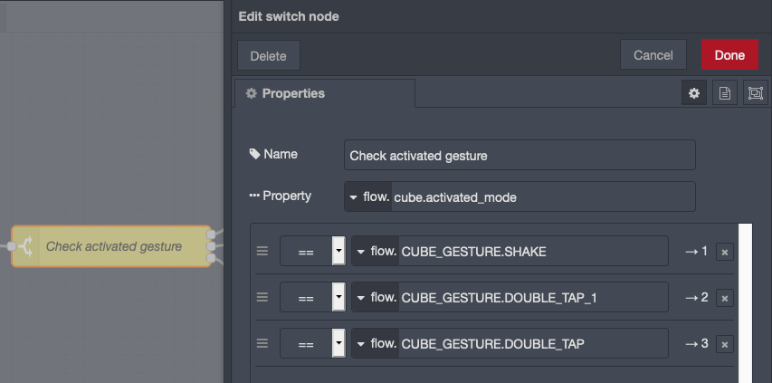 Edit switch node
Delete
Cancel
Done
Properties
Name
Check activated gesture
Property
flow. cube.activated_mode
Check activated gesture
== flow. CUBE_GESTURE.SHAKE → 1 ×
== flow. CUBE_GESTURE.DOUBLE_TAP_1 → 2 ×
== flow. CUBE_GESTURE.DOUBLE_TAP → 3 ×